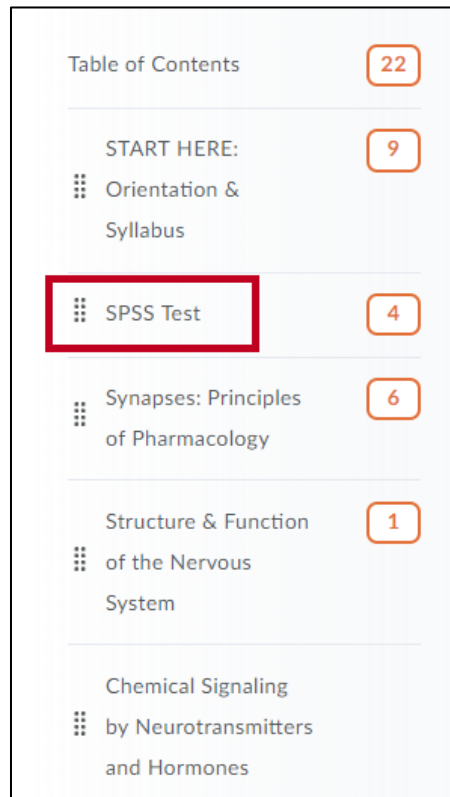 Table of Contents 22
START HERE: 9
Orientation &
Syllabus
SPSS Test 4
Synapses: Principles 6
of Pharmacology
Structure & Function 1
of the Nervous
System
Chemical Signaling
by Neurotransmitters
and Hormones